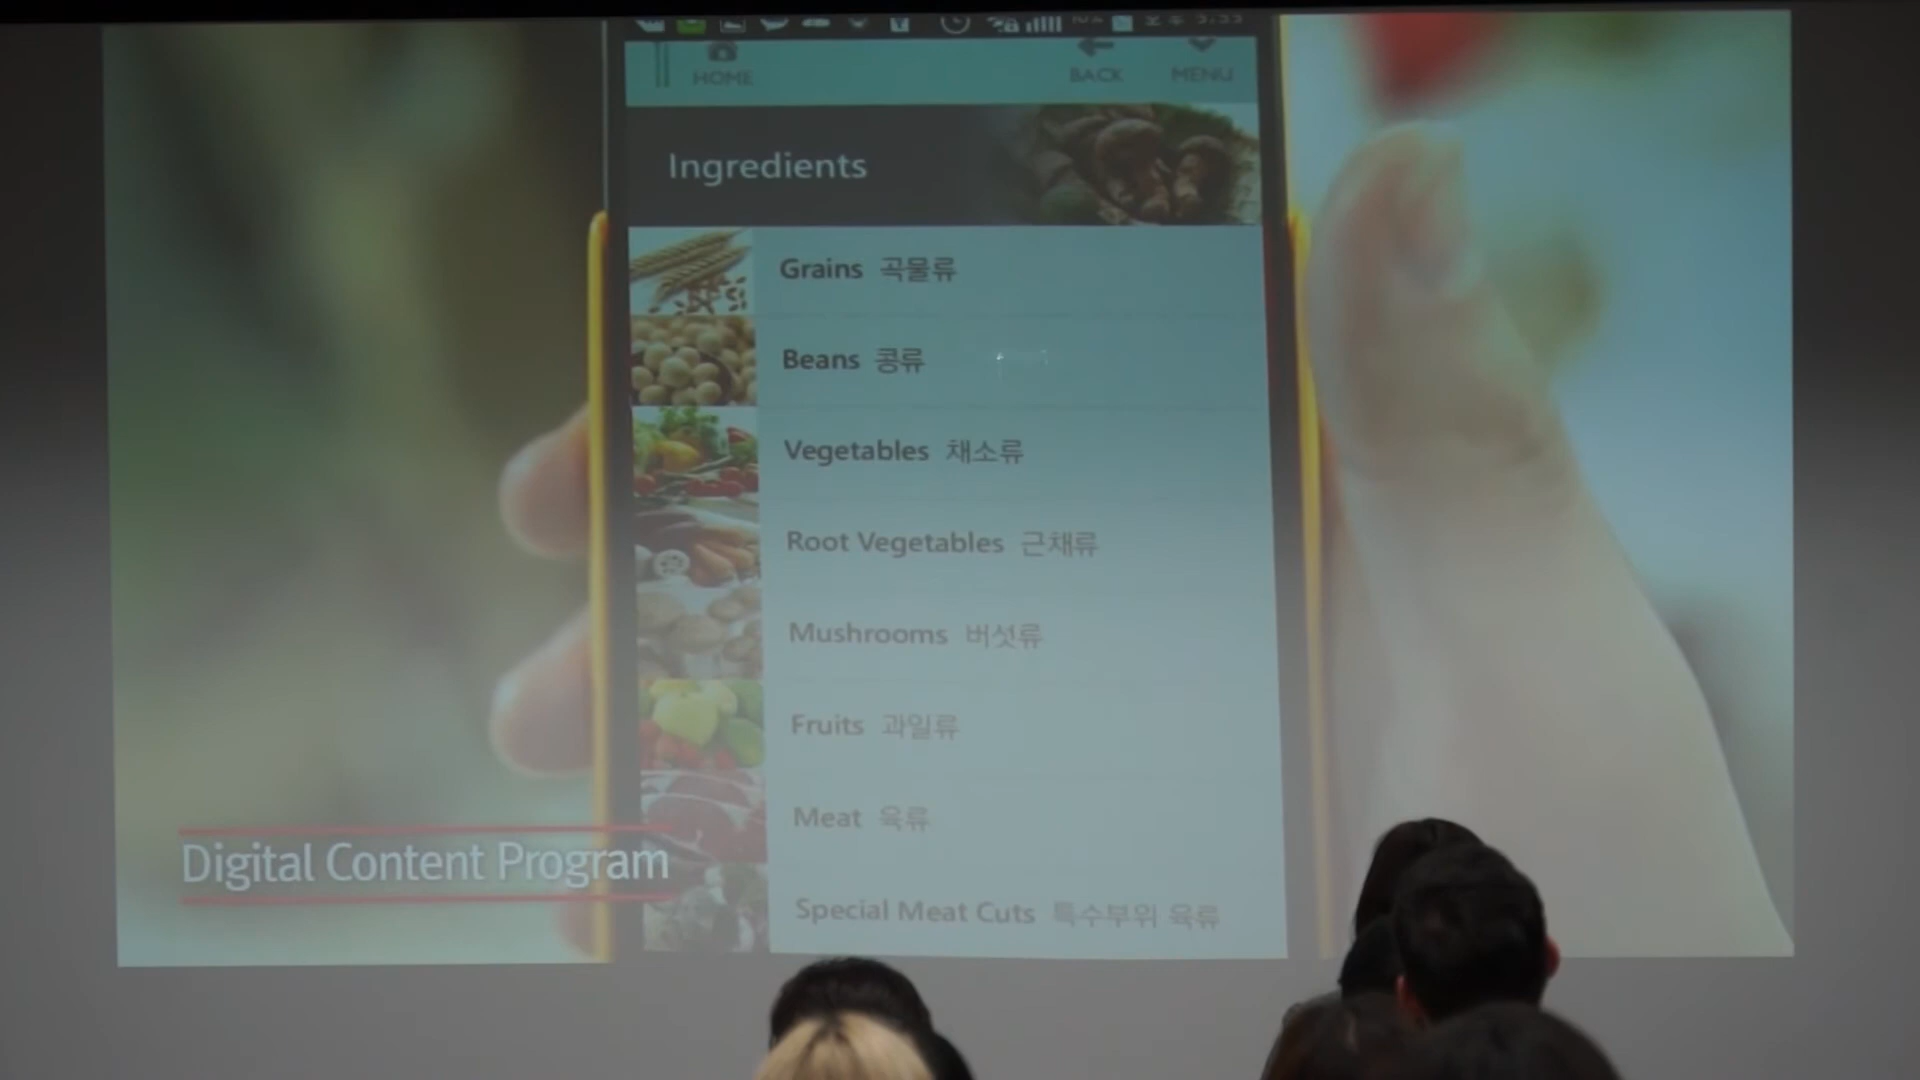 HOME BACK MENU
Ingredients
Grains 곡물류
Beans 콩류
Vegetables 채소류
Root Vegetables 근채류
Mushrooms 버섯류
Fruits 과일류
Meat 육류
Special Meat Cuts 특수부위 육류
Digital Content Program